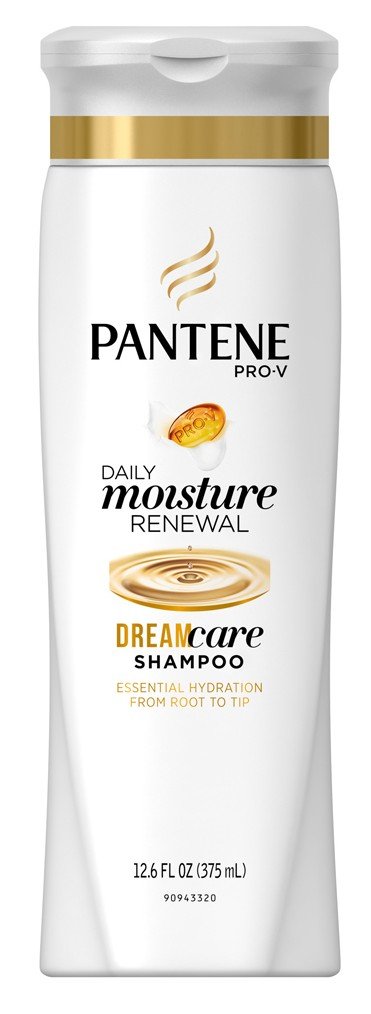 PANTENE
PRO-V
PRO-V
DAILY
moisture
RENEWAL
DREAMcare
SHAMPOO
ESSENTIAL HYDRATION
FROM ROOT TO TIP
12.6 FL OZ (375 mL)
90943320